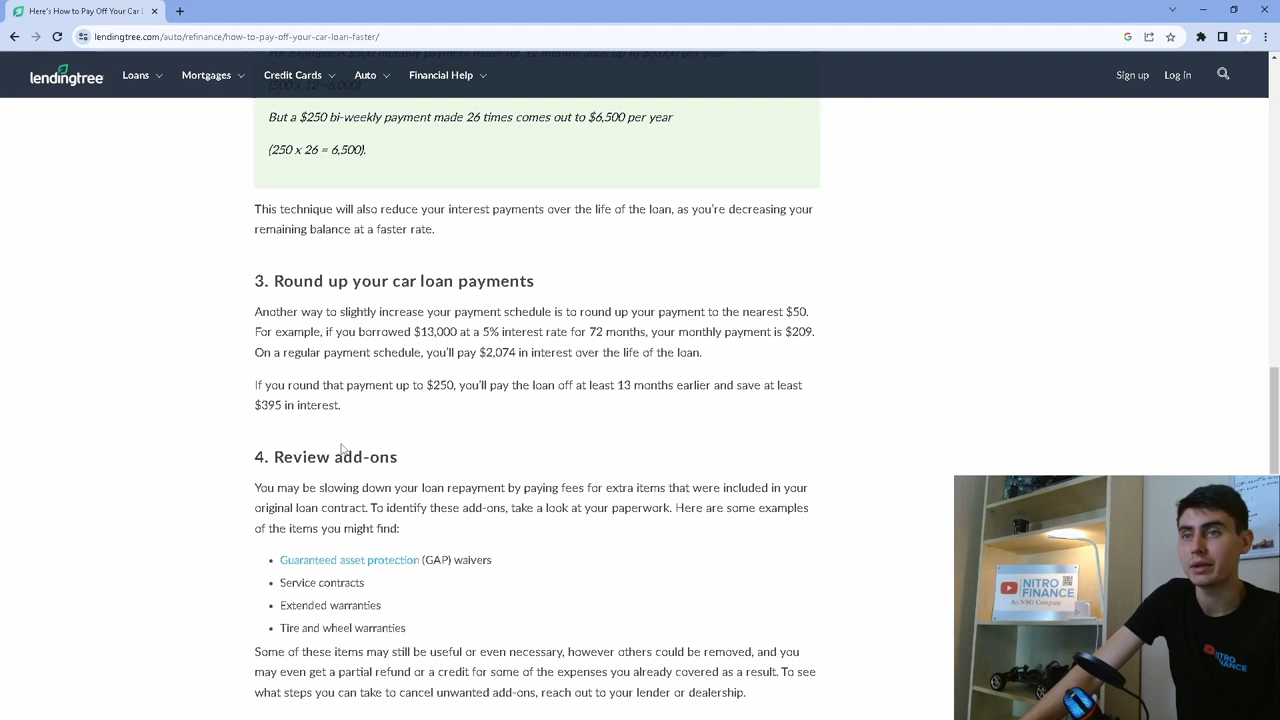 Here's How to Pay Off Your Car L
lendingtree.com/auto/refinance/how-to-pay-off-your-car-loan-faster/
lendingtree
Loans
Mortgages
Credit Cards
Auto
Financial Help
Sign up
Log in
(500 x 12 =6,000)
But a $250 bi-weekly payment made 26 times comes out to $6,500 per year
(250 x 26 = 6,500).
This technique will also reduce your interest payments over the life of the loan, as you're decreasing your
remaining balance at a faster rate.
3. Round up your car loan payments
Another way to slightly increase your payment schedule is to round up your payment to the nearest $50.
For example, if you borrowed $13,000 at a 5% interest rate for 72 months, your monthly payment is $209.
On a regular payment schedule, you'll pay $2,074 in interest over the life of the loan.
If you round that payment up to $250, you'll pay the loan off at least 13 months earlier and save at least
$395 in interest.
4. Review add-ons
You may be slowing down your loan repayment by paying fees for extra items that were included in your
original loan contract. To identify these add-ons, take a look at your paperwork. Here are some examples
of the items you might find:
• Guaranteed asset protection (GAP) waivers
• Service contracts
• Extended warranties
• Tire and wheel warranties
Some of these items may still be useful or even necessary, however others could be removed, and you
may even get a partial refund or a credit for some of the expenses you already covered as a result. To see
what steps you can take to cancel unwanted add-ons, reach out to your lender or dealership.
NITRO
FINANCE
An NRG Company
NITRO
FINANCE